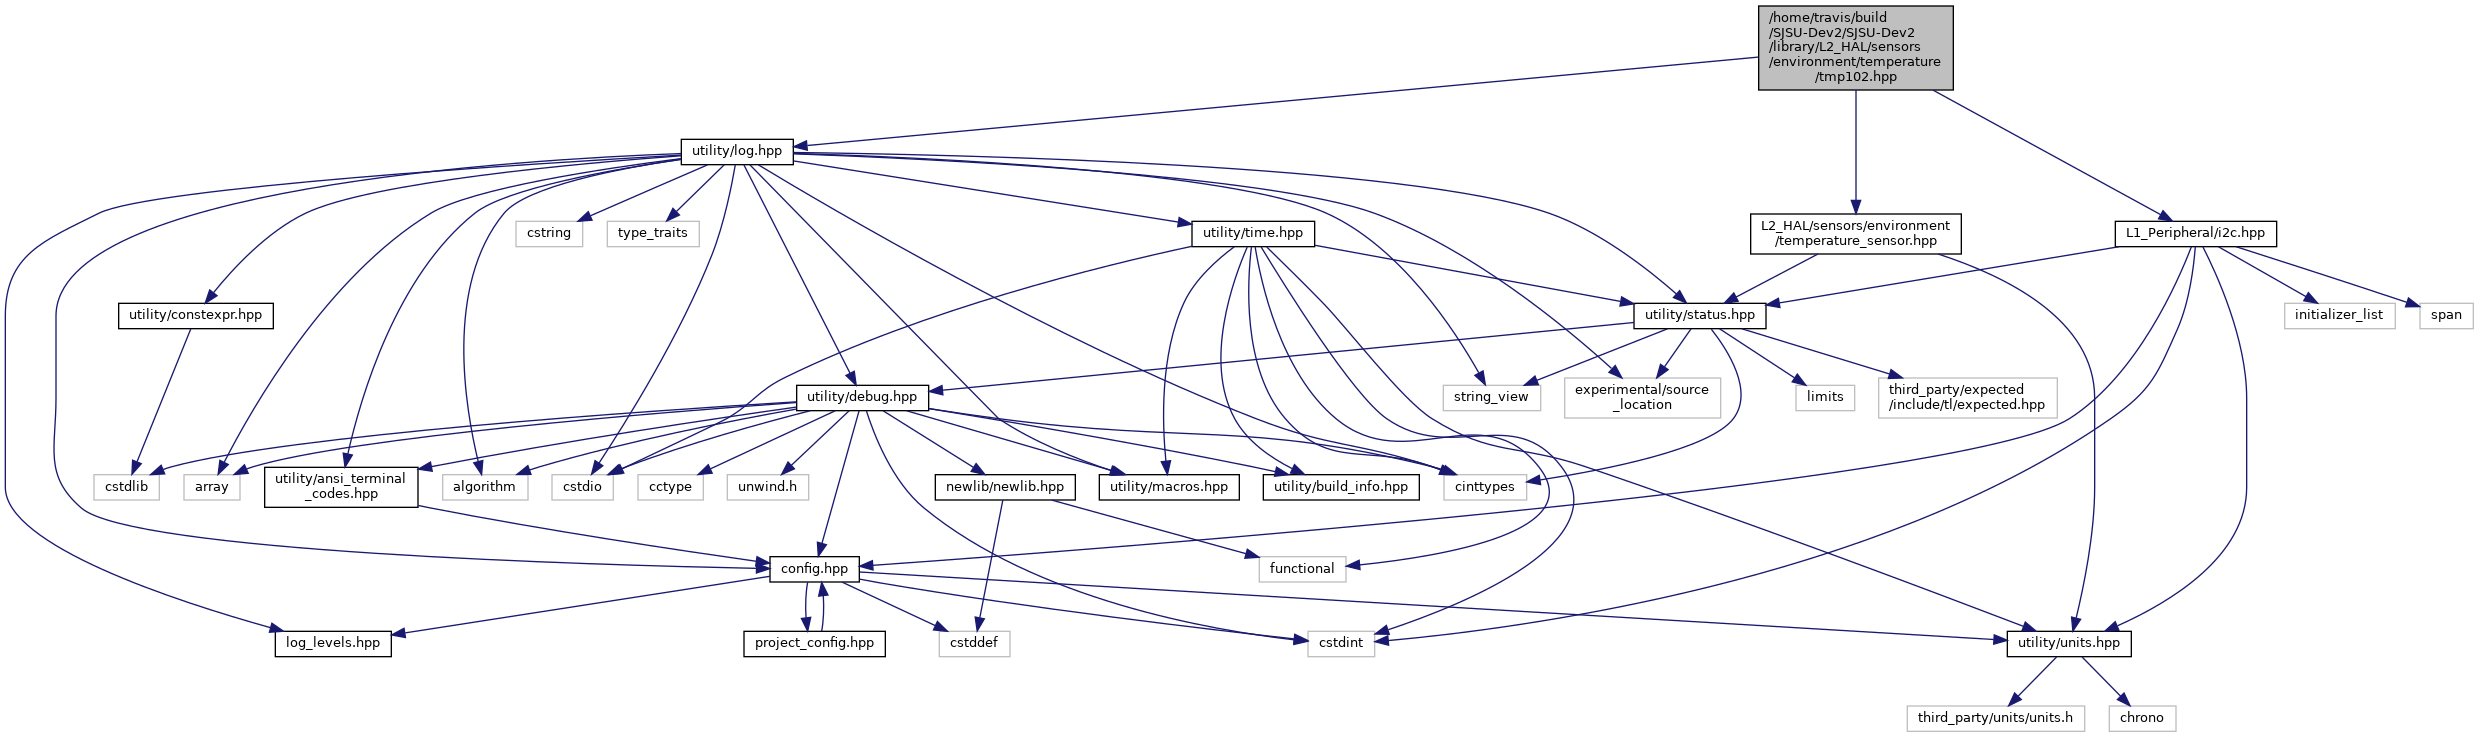 /home/travis/build
/SJSU-Dev2/SJSU-Dev2
/library/L2_HAL/sensors
/environment/temperature
/tmp102.hpp
utility/log.hpp
cstring
type_traits
utility/time.hpp
L2_HAL/sensors/environment
/temperature_sensor.hpp
L1_Peripheral/i2c.hpp
utility/constexpr.hpp
utility/status.hpp
initializer_list
span
utility/debug.hpp
string_view
experimental/source
_location
limits
third_party/expected
/include/tl/expected.hpp
cstdlib
array
utility/ansi_terminal
_codes.hpp
algorithm
cstdio
cctype
unwind.h
newlib/newlib.hpp
utility/macros.hpp
utility/build_info.hpp
cinttypes
config.hpp
functional
log_levels.hpp
project_config.hpp
cstddef
cstdint
utility/units.hpp
third_party/units/units.h
chrono